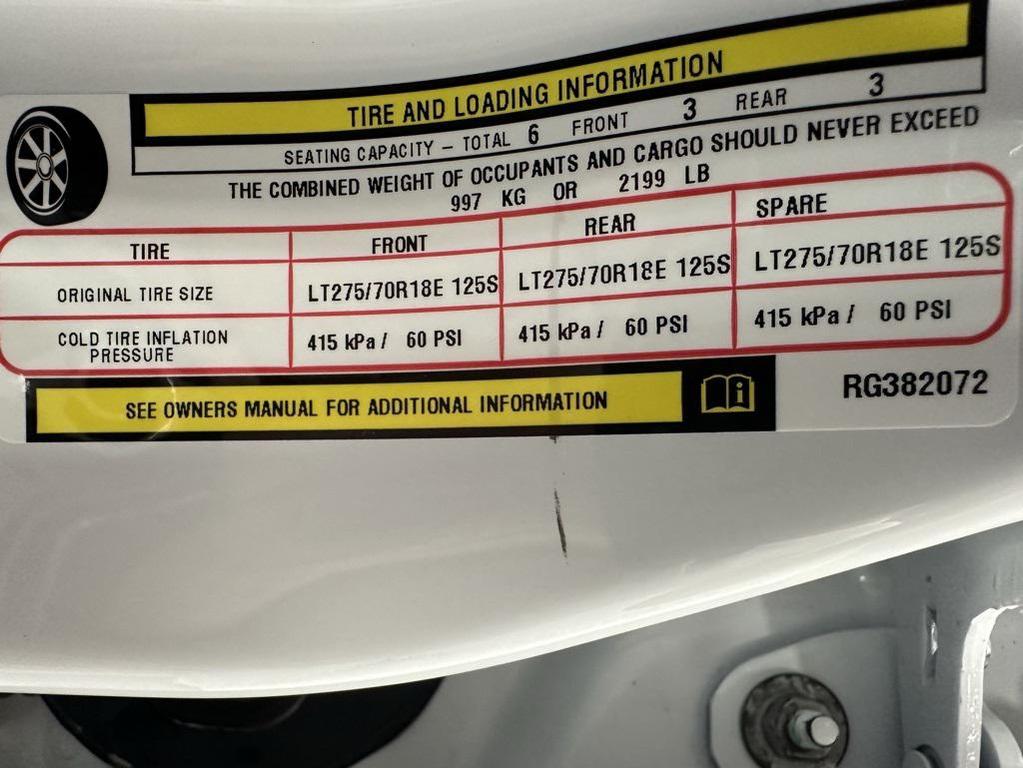 TIRE AND LOADING INFORMATION
SEATING CAPACITY – TOTAL 6 FRONT 3 REAR 3
THE COMBINED WEIGHT OF OCCUPANTS AND CARGO SHOULD NEVER EXCEED
997 KG OR 2199 LB
TIRE FRONT REAR SPARE
ORIGINAL TIRE SIZE LT275/70R18E 125S LT275/70R18E 125S LT275/70R18E 125S
COLD TIRE INFLATION PRESSURE 415 kPa / 60 PSI 415 kPa / 60 PSI 415 kPa / 60 PSI
SEE OWNERS MANUAL FOR ADDITIONAL INFORMATION
RG382072